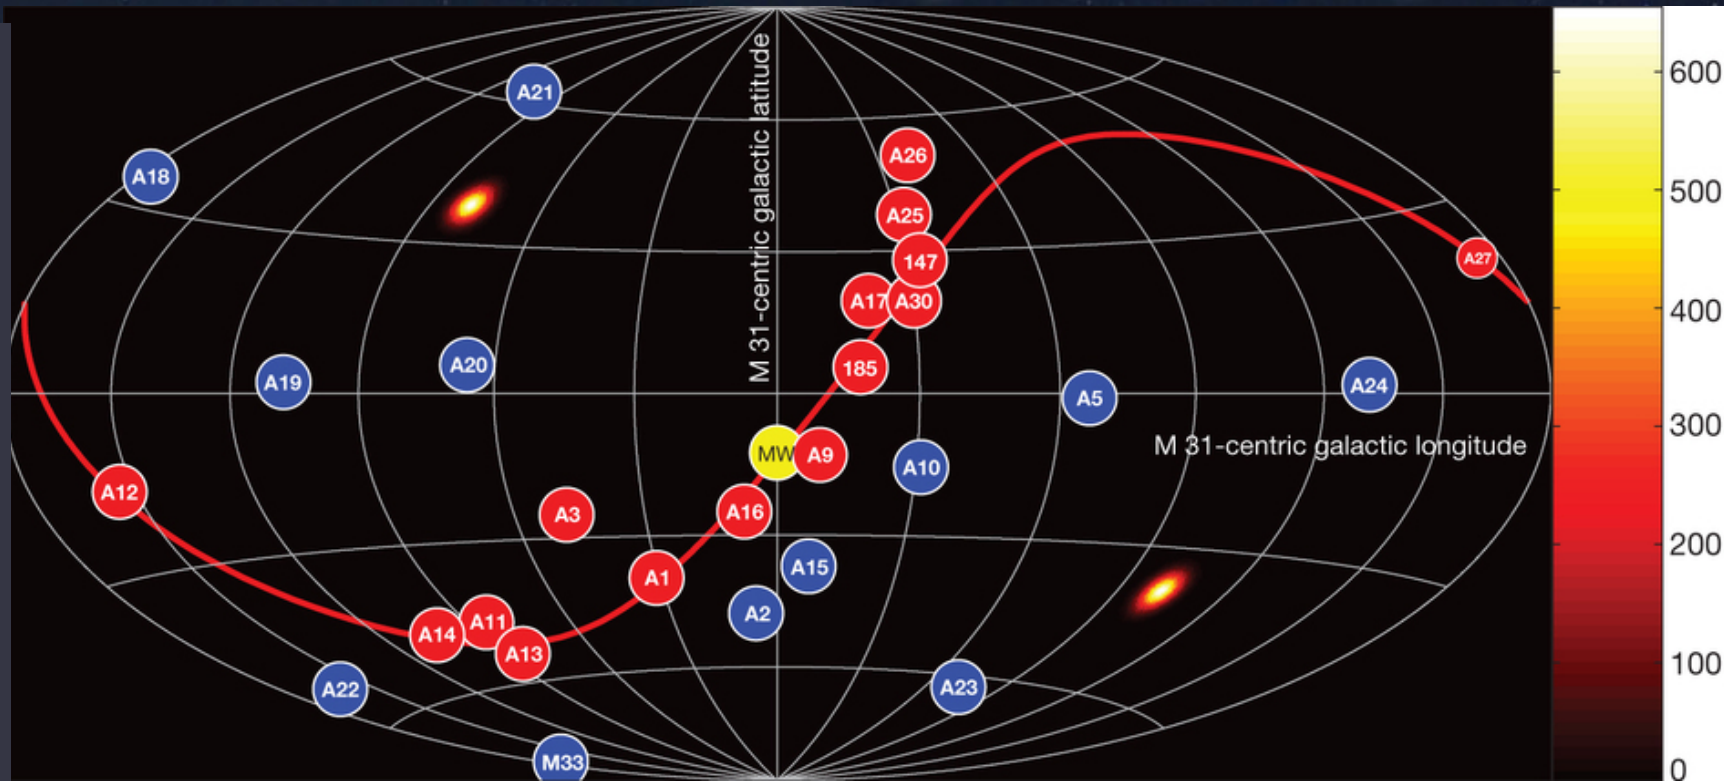 M 31-centric galactic latitude
A21
600
A26
A18
500
A25
147
A27
A17
A30
400
A20
185
A19
A24
A5
M 31-centric galactic longitude
300
MW
A9
A10
A12
A16
A3
200
A15
A1
A2
A11
A14
A13
100
A22
A23
M33
0